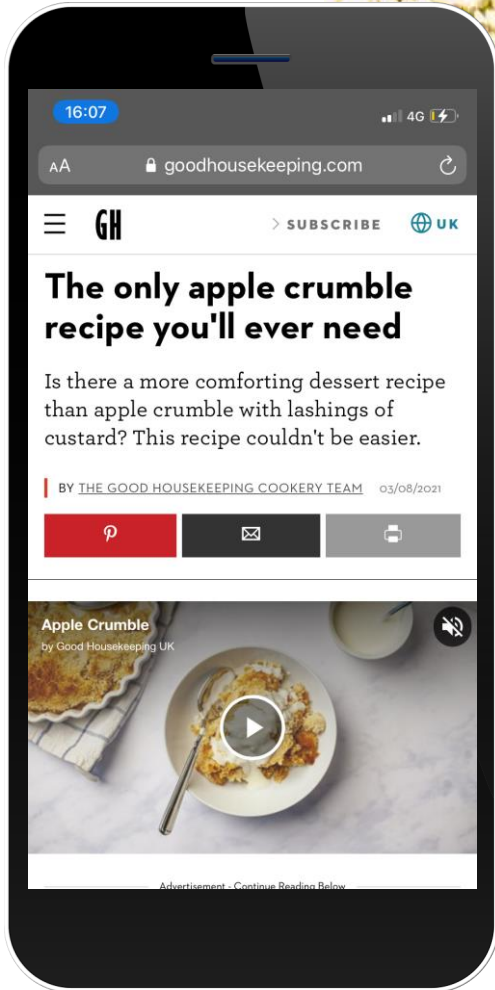 16:07
4G
AA
goodhousekeeping.com
GH
> SUBSCRIBE
UK
The only apple crumble
recipe you'll ever need
Is there a more comforting dessert recipe
than apple crumble with lashings of
custard? This recipe couldn't be easier.
BY THE GOOD HOUSEKEEPING COOKERY TEAM 03/08/2021
Apple Crumble
by Good Housekeeping UK
Advertisement - Continue Reading Below